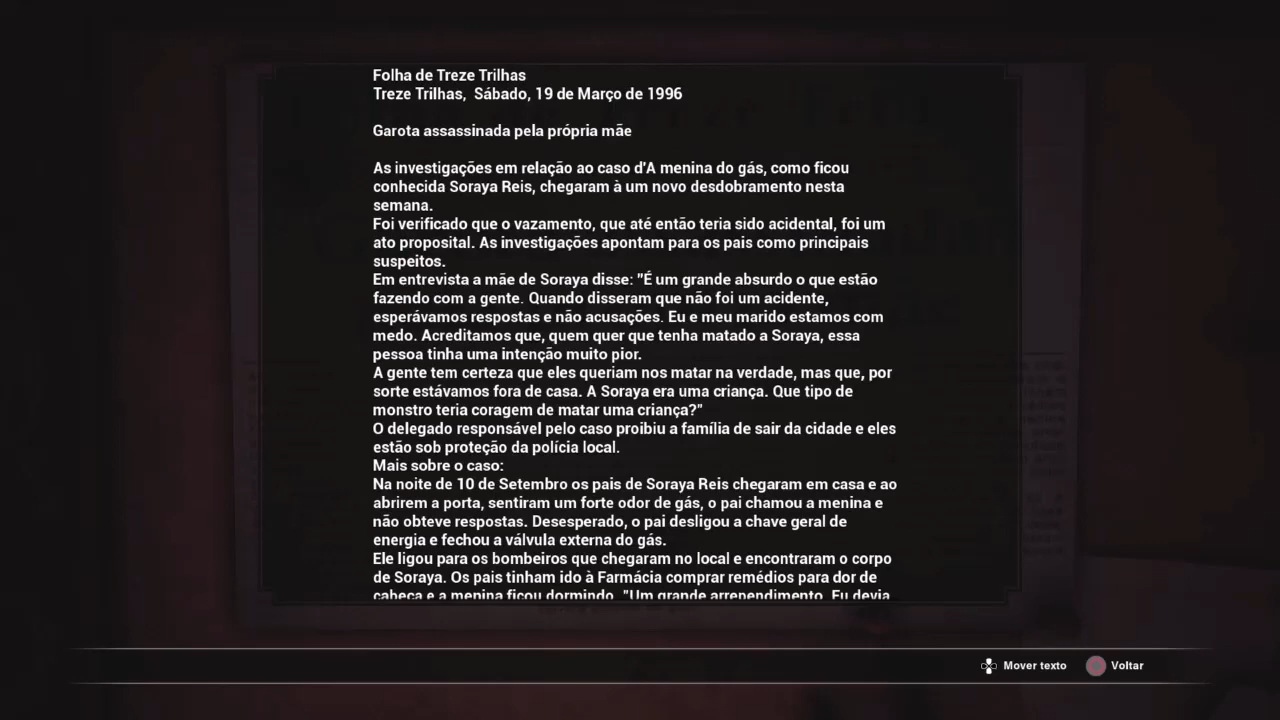 Folha de Treze Trilhas
Treze Trilhas,  Sábado, 19 de Março de 1996
Garota assassinada pela própria mãe
As investigações em relação ao caso d'A menina do gás, como ficou
conhecida Soraya Reis, chegaram à um novo desdobramento nesta
semana.
Foi verificado que o vazamento, que até então teria sido acidental, foi um
ato proposital. As investigações apontam para os pais como principais
suspeitos.
Em entrevista a mãe de Soraya disse: "É um grande absurdo o que estão
fazendo com a gente. Quando disseram que não foi um acidente,
esperávamos respostas e não acusações. Eu e meu marido estamos com
medo. Acreditamos que, quem quer que tenha matado a Soraya, essa
pessoa tinha uma intenção muito pior.
A gente tem certeza que eles queriam nos matar na verdade, mas que, por
sorte estávamos fora de casa. A Soraya era uma criança. Que tipo de
monstro teria coragem de matar uma criança?"
O delegado responsável pelo caso proibiu a família de sair da cidade e eles
estão sob proteção da polícia local.
Mais sobre o caso:
Na noite de 10 de Setembro os pais de Soraya Reis chegaram em casa e ao
abrirem a porta, sentiram um forte odor de gás, o pai chamou a menina e
não obteve respostas. Desesperado, o pai desligou a chave geral de
energia e fechou a válvula externa do gás.
Ele ligou para os bombeiros que chegaram no local e encontraram o corpo
de Soraya. Os pais tinham ido à Farmácia comprar remédios para dor de
cabeça e a menina ficou dormindo. "Um grande arrependimento. Eu devia
Mover texto
Voltar